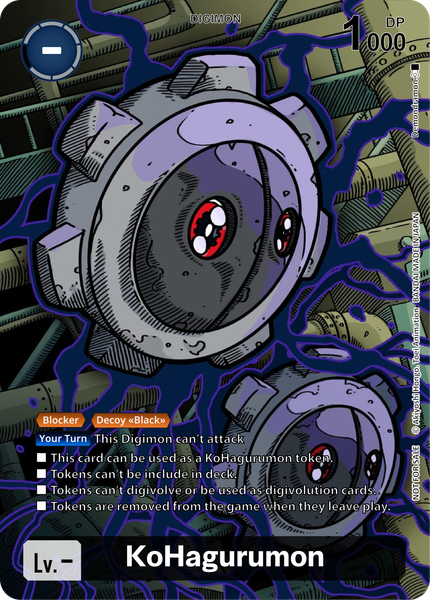 DIGIMON
–
DP
1000
Demondramon@■
Blocker Decoy «Black»
Your Turn This Digimon can't attack
■ This card can be used as a KoHagurumon token.
■ Tokens can't be include in deck.
■ Tokens can't digivolve or be used as digivolution cards.
■ Tokens are removed from the game when they leave play.
© Akiyoshi Hongo, Toei Animation BANDAI MADE IN JAPAN
NOT FOR SALE
Lv.–
KoHagurumon